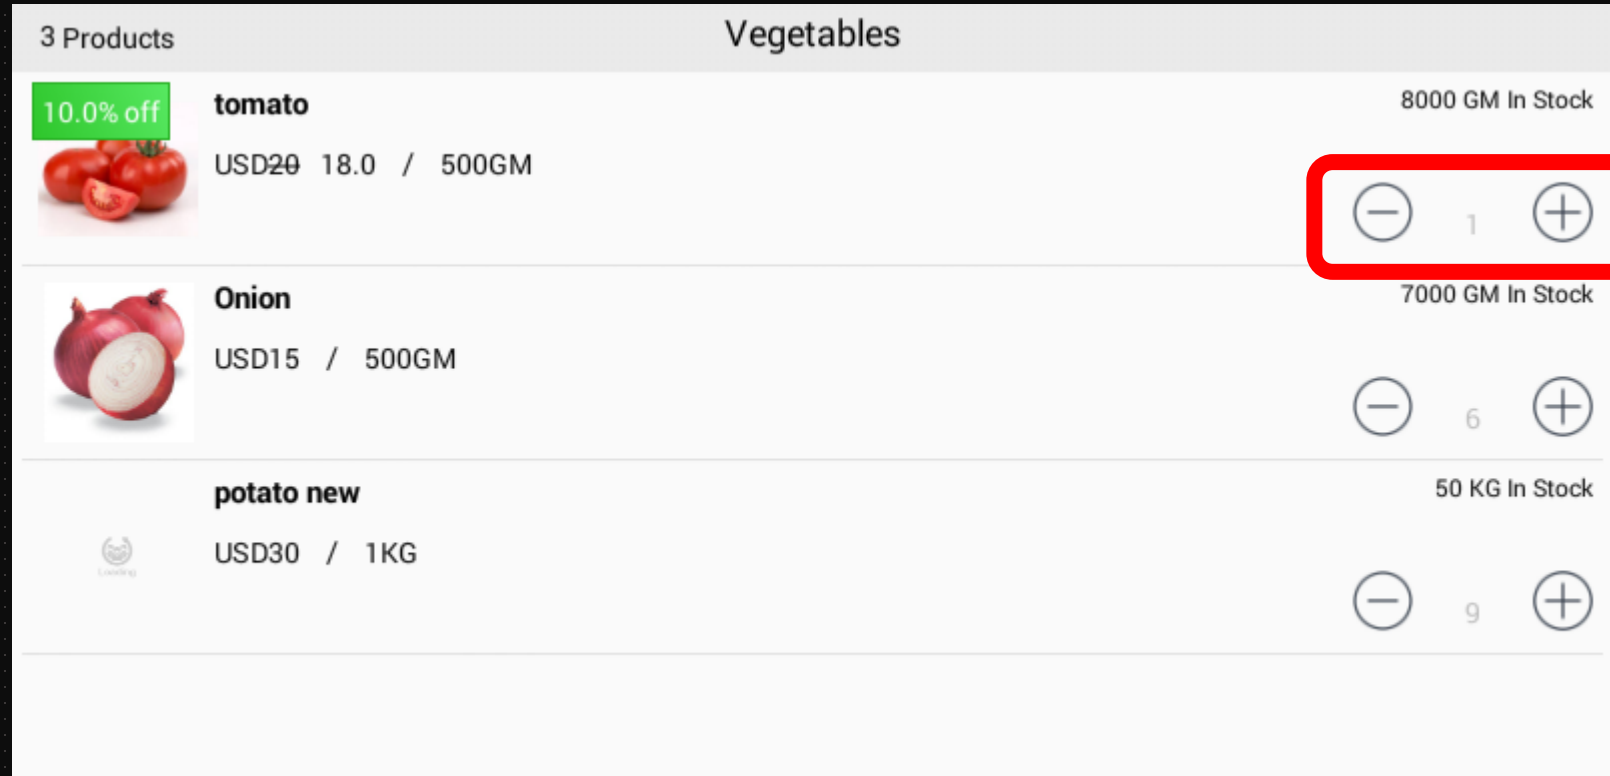 3 Products
Vegetables
10.0% off
tomato
8000 GM In Stock
USD20 18.0 / 500GM
1
Onion
7000 GM In Stock
USD15 / 500GM
6
potato new
50 KG In Stock
USD30 / 1KG
Loading
9